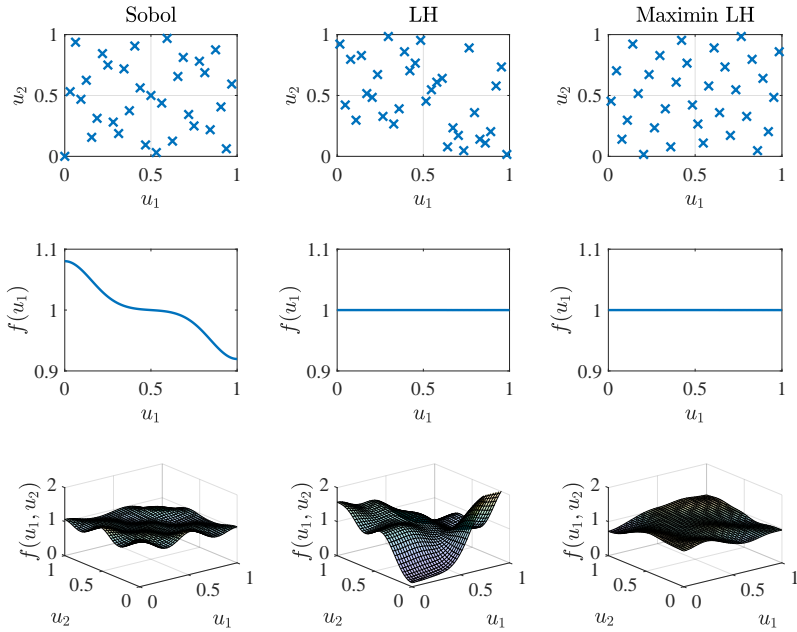 Sobol LH Maximin LH
1 1 1
u2 0.5 u2 0.5 u2 0.5
0 0 0
0 0.5 1 0 0.5 1 0 0.5 1
u1 u1 u1
1.1 1.1 1.1
f(u1) 1 f(u1) 1 f(u1) 1
0.9 0.9 0.9
0 0.5 1 0 0.5 1 0 0.5 1
u1 u1 u1
2 2 2
f(u1, u2) 1 f(u1, u2) 1 f(u1, u2) 1
0 0 0
1 1 1 1 1 1
0.5 0.5 0.5 0.5 0.5 0.5
0 0 0 0 0 0
u2 u1 u2 u1 u2 u1